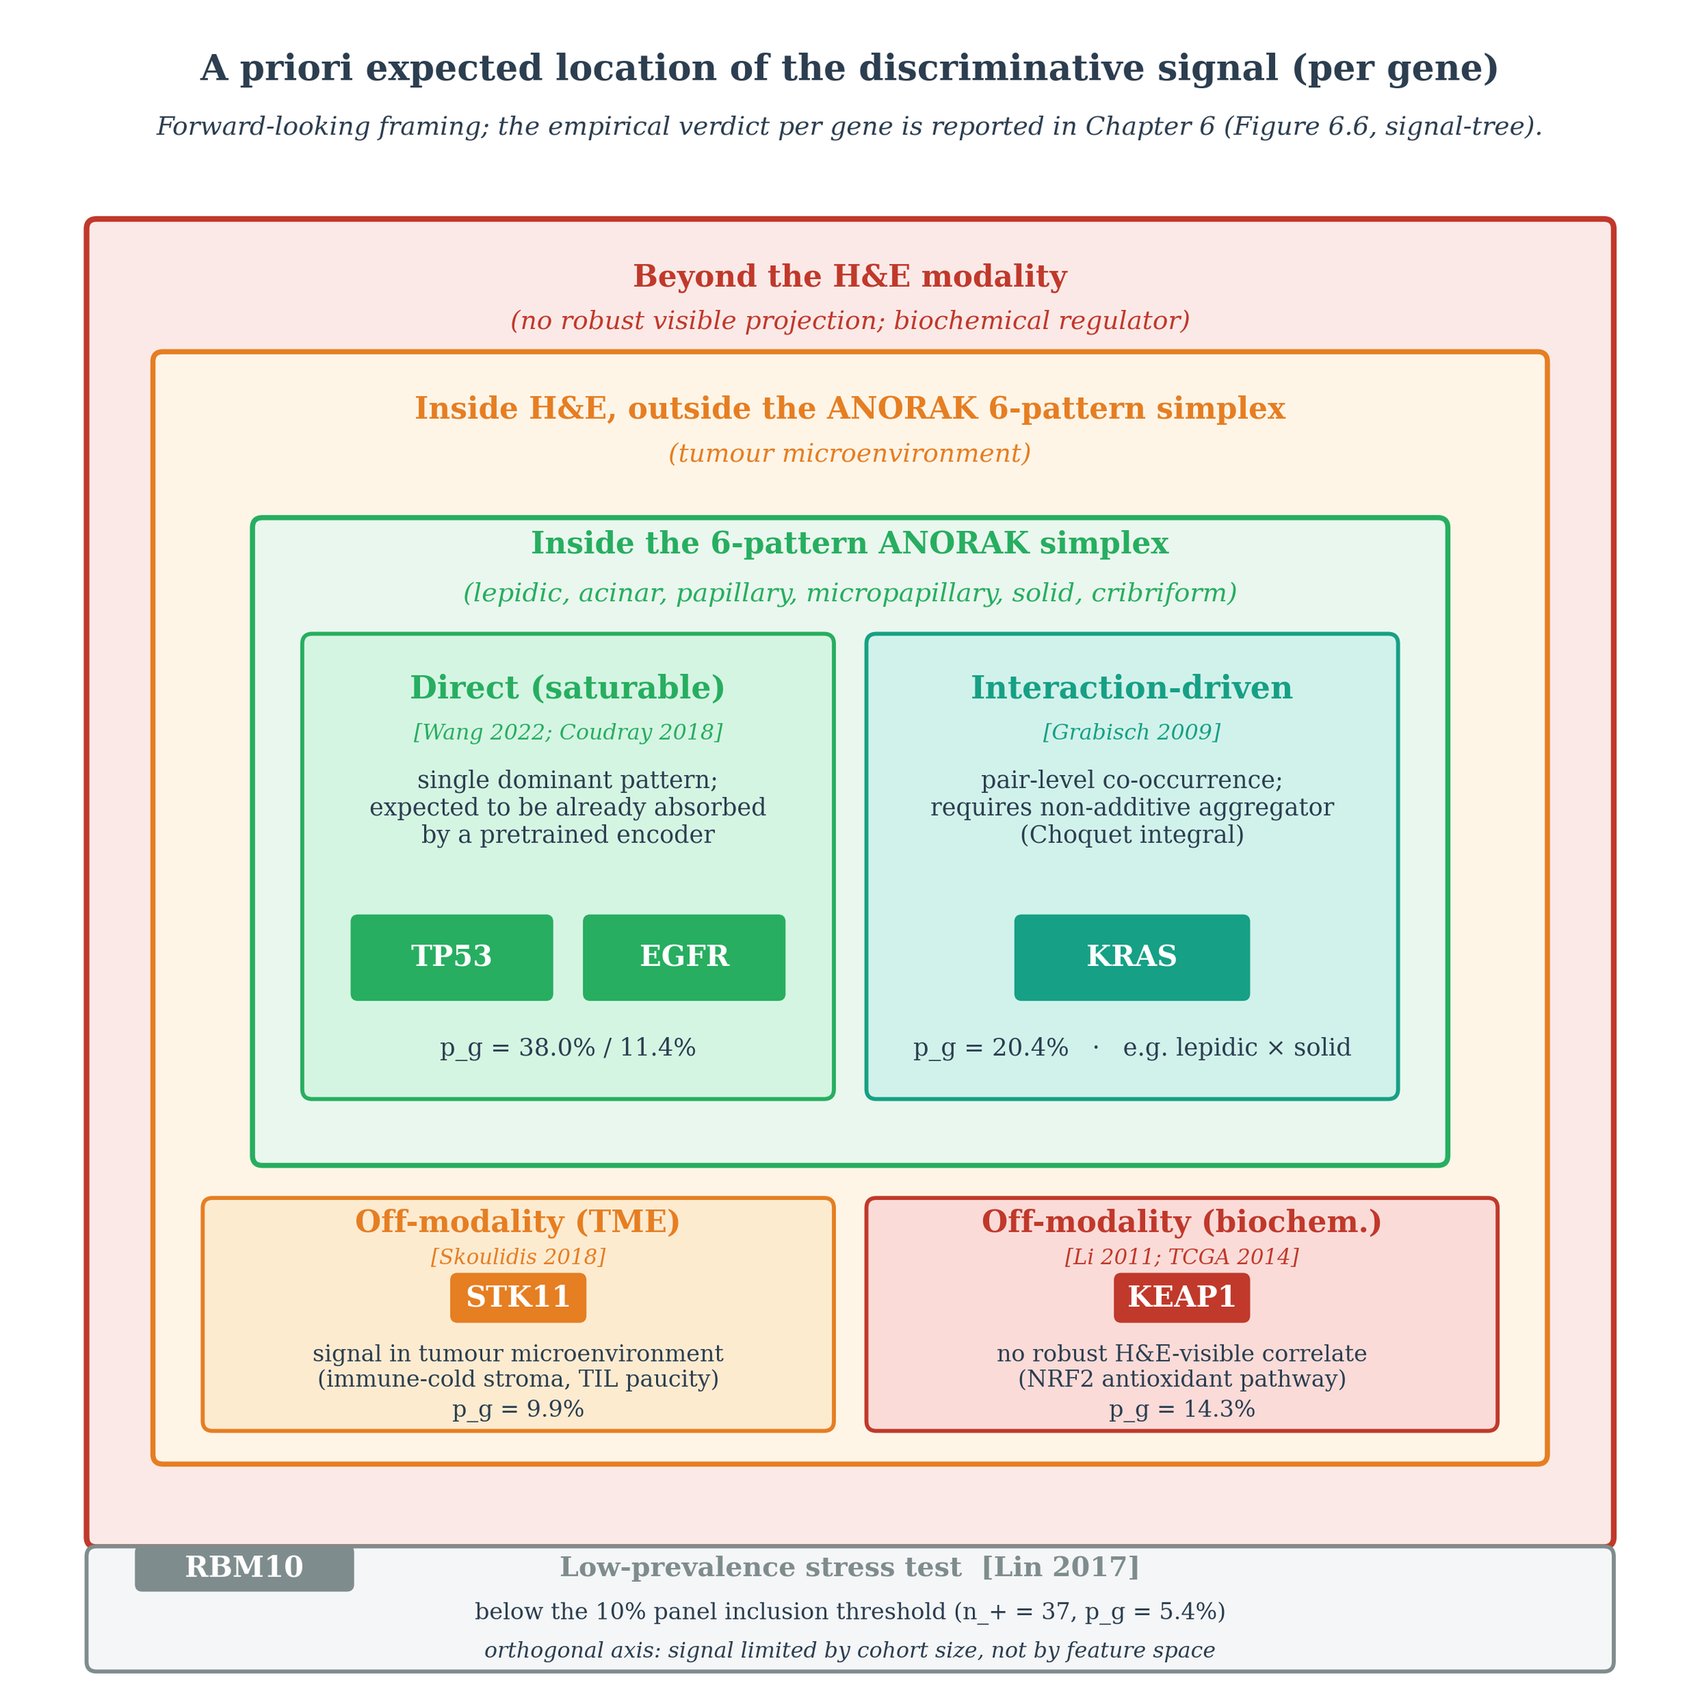 A priori expected location of the discriminative signal (per gene)
Forward-looking framing; the empirical verdict per gene is reported in Chapter 6 (Figure 6.6, signal-tree).
Beyond the H&E modality
(no robust visible projection; biochemical regulator)
Inside H&E, outside the ANORAK 6-pattern simplex
(tumour microenvironment)
Inside the 6-pattern ANORAK simplex
(lepidic, acinar, papillary, micropapillary, solid, cribriform)
Direct (saturable)
[Wang 2022; Coudray 2018]
single dominant pattern;
expected to be already absorbed
by a pretrained encoder
TP53
EGFR
p_g = 38.0% / 11.4%
Interaction-driven
[Grabisch 2009]
pair-level co-occurrence;
requires non-additive aggregator
(Choquet integral)
KRAS
p_g = 20.4% · e.g. lepidic × solid
Off-modality (TME)
[Skoulidis 2018]
STK11
signal in tumour microenvironment
(immune-cold stroma, TIL paucity)
p_g = 9.9%
Off-modality (biochem.)
[Li 2011; TCGA 2014]
KEAP1
no robust H&E-visible correlate
(NRF2 antioxidant pathway)
p_g = 14.3%
RBM10
Low-prevalence stress test [Lin 2017]
below the 10% panel inclusion threshold (n_+ = 37, p_g = 5.4%)
orthogonal axis: signal limited by cohort size, not by feature space